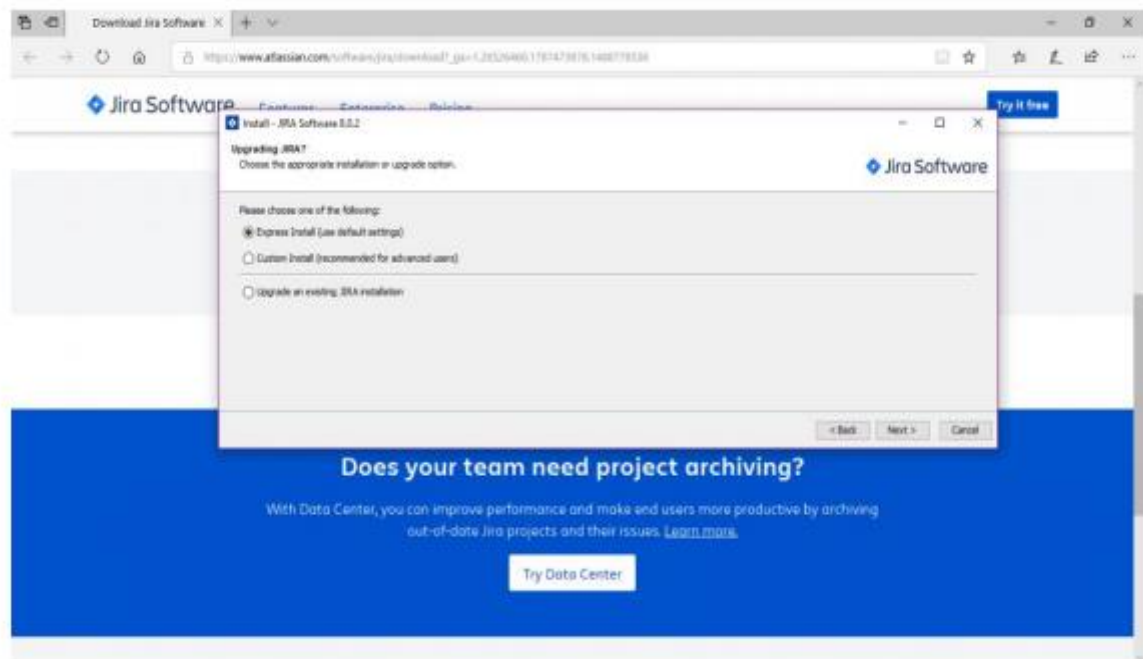 Download Jira Software
https://www.atlassian.com/software/jira/download?
Jira Software Features Enterprise Pricing
Try it free
Install - JIRA Software 8.0.2
Upgrading JIRA?
Choose the appropriate installation or upgrade option.
Jira Software
Please choose one of the following:
Express Install (use default settings)
Custom Install (recommended for advanced users)
Upgrade an existing JIRA installation
< Back Next > Cancel
Does your team need project archiving?
With Data Center, you can improve performance and make end users more productive by archiving
out-of-date Jira projects and their issues. Learn more.
Try Data Center